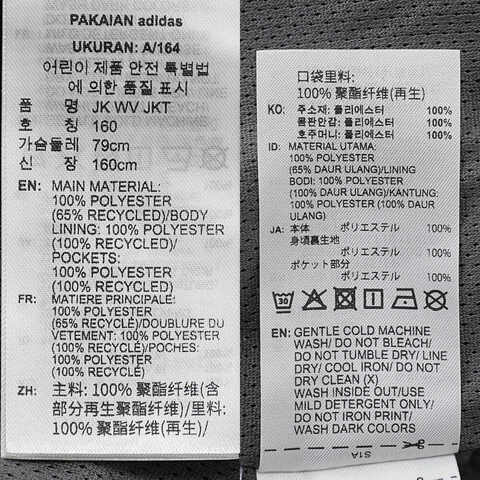 PAKAIAN adidas
UKURAN: A/164
어린이 제품 안전 특별법
에 의한 품질 표시
품 명 JK WV JKT
호 칭 160
가슴둘레 79cm
신 장 160cm
EN: MAIN MATERIAL:
100% POLYESTER
(65% RECYCLED)/BODY
LINING: 100% POLYESTER
(100% RECYCLED)/
POCKETS:
100% POLYESTER
(100% RECYCLED)
FR: MATIERE PRINCIPALE:
100% POLYESTER
(65% RECYCLÉ)/DOUBLURE DU
VETEMENT: 100% POLYESTER
(100% RECYCLÉ)/POCHES:
100% POLYESTER
(100% RECYCLÉ)
ZH: 主料: 100% 聚酯纤维(含
部分再生聚酯纤维)/里料:
100% 聚酯纤维(再生)/
口袋里料:
100% 聚酯纤维(再生)
KO: 주소재: 폴리에스터 100%
몸판안감: 폴리에스터 100%
호주머니: 폴리에스터 100%
ID: MATERIAL UTAMA:
100% POLYESTER
(65% DAUR ULANG)/LINING
BODI: 100% POLYESTER
(100% DAUR ULANG)/KANTUNG:
100% POLYESTER (100% DAUR
ULANG)
JA: 本体 ポリエステル 100%
身頃裏生地
ポリエステル 100%
ポケット部分
ポリエステル 100%
EN: GENTLE COLD MACHINE
WASH/ DO NOT BLEACH/
DO NOT TUMBLE DRY/ LINE
DRY/ COOL IRON/ DO NOT
DRY CLEAN (X)
WASH INSIDE OUT/USE
MILD DETERGENT ONLY/
DO NOT IRON PRINT/
WASH DARK COLORS
S1A